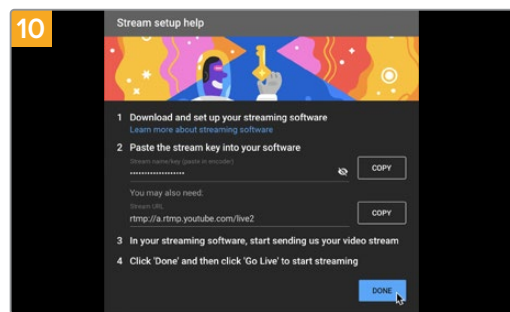 10
Stream setup help
1 Download and set up your streaming software
Learn more about streaming software
2 Paste the stream key into your software
Stream name/key (paste in encoder)
••••••••••••••••••••
COPY
You may also need:
Stream URL
rtmp://a.rtmp.youtube.com/live2
COPY
3 In your streaming software, start sending us your video stream
4 Click 'Done' and then click 'Go Live' to start streaming
DONE